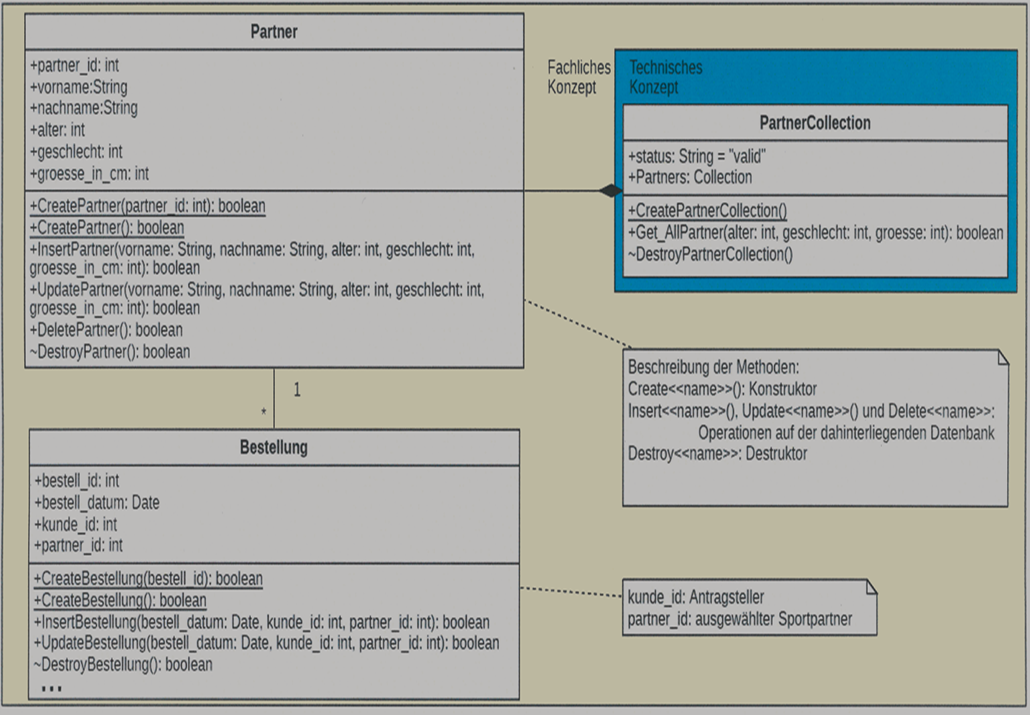 Partner
+partner_id: int
+vorname:String
+nachname:String
+alter: int
+geschlecht: int
+groesse_in_cm: int
+CreatePartner(partner_id: int): boolean
+CreatePartner(): boolean
+InsertPartner(vorname: String, nachname: String, alter: int, geschlecht: int,
groesse_in_cm: int): boolean
+UpdatePartner(vorname: String, nachname: String, alter: int, geschlecht: int,
groesse_in_cm: int): boolean
+DeletePartner(): boolean
~DestroyPartner(): boolean
Fachliches
Konzept
Technisches
Konzept
PartnerCollection
+status: String = "valid"
+Partners: Collection
+CreatePartnerCollection()
+Get_AllPartner(alter: int, geschlecht: int, groesse: int): boolean
~DestroyPartnerCollection()
1
*
Beschreibung der Methoden:
Create<<name>>(): Konstruktor
Insert<<name>>(), Update<<name>>() und Delete<<name>>:
Operationen auf der dahinterliegenden Datenbank
Destroy<<name>>: Destruktor
Bestellung
+bestell_id: int
+bestell_datum: Date
+kunde_id: int
+partner_id: int
+CreateBestellung(bestell_id): boolean
+CreateBestellung(): boolean
+InsertBestellung(bestell_datum: Date, kunde_id: int, partner_id: int): boolean
+UpdateBestellung(bestell_datum: Date, kunde_id: int, partner_id: int): boolean
~DestroyBestellung(): boolean
...
kunde_id: Antragsteller
partner_id: ausgewählter Sportpartner